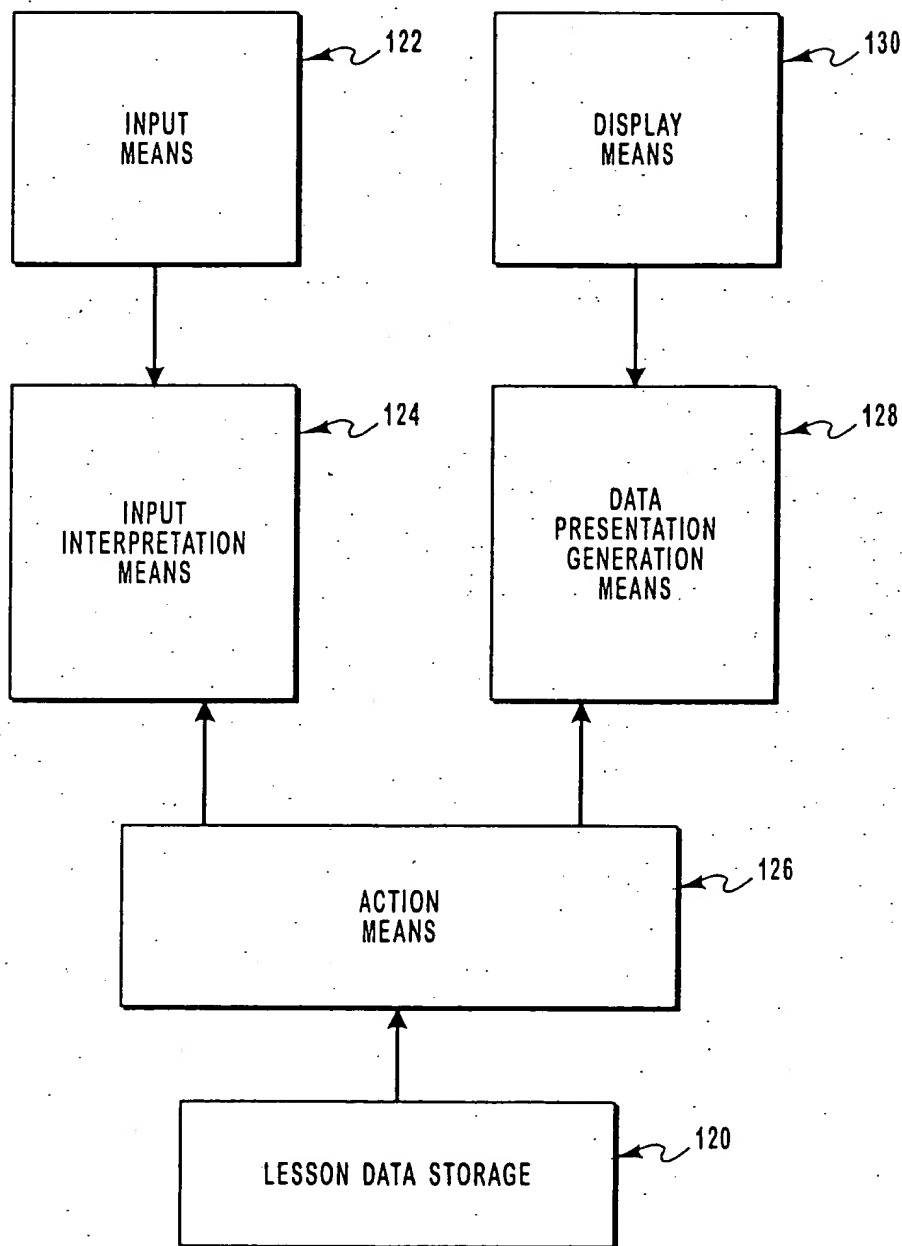 122
INPUT
MEANS
130
DISPLAY
MEANS
124
INPUT
INTERPRETATION
MEANS
128
DATA
PRESENTATION
GENERATION
MEANS
126
ACTION
MEANS
120
LESSON DATA STORAGE